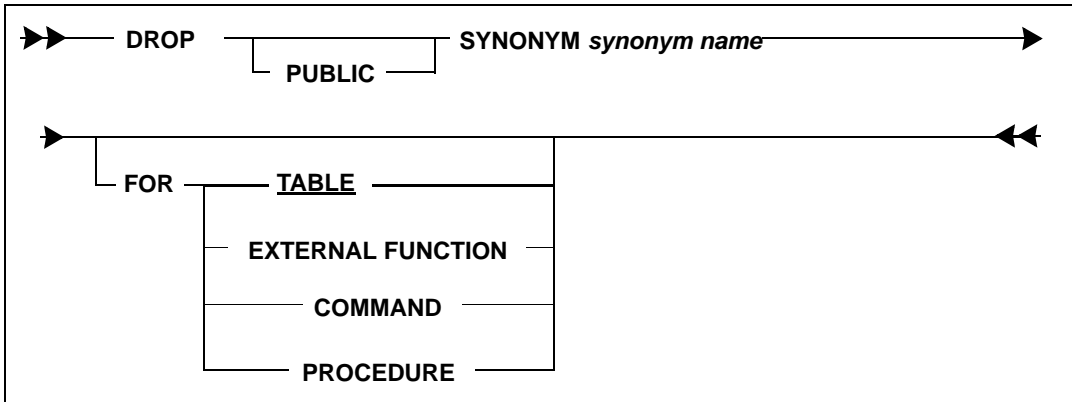 DROP SYNONYM synonym name
PUBLIC
FOR TABLE
EXTERNAL FUNCTION
COMMAND
PROCEDURE